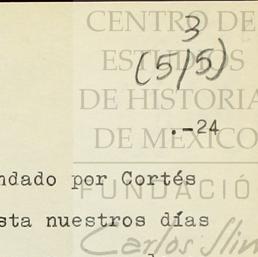 CENTRO DE
3
ESTUDIOS
(5/5)
DE HISTORIA
.-24
DE MEXICO
ndado por Cortés
FUNDACIÓ
sta nuestros días
Carlos Slim